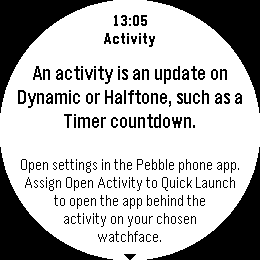 13:05
Activity
An activity is an update on
Dynamic or Halftone, such as a
Timer countdown.
Open settings in the Pebble phone app.
Assign Open Activity to Quick Launch
to open the app behind the
activity on your chosen
watchface.